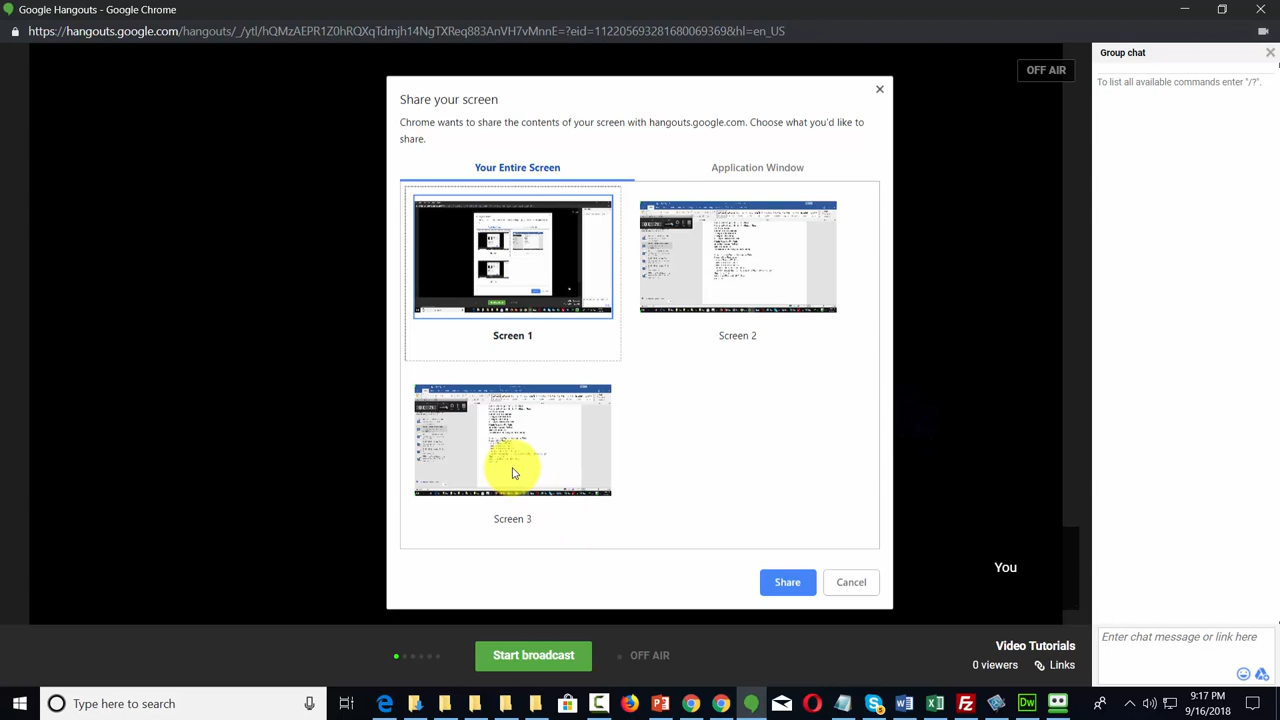 Google Hangouts - Google Chrome
https://hangouts.google.com/hangouts/_/ytl/hQMzAEPR1Z0hRQXqTdmjh14NgTXReq883AnVH7vMnnE=?eid=112205693281680069369&hl=en_US
OFF AIR
Group chat
To list all available commands enter "/?".
Share your screen
Chrome wants to share the contents of your screen with hangouts.google.com. Choose what you'd like to
share.
Your Entire Screen
Application Window
Screen 1
Screen 2
Screen 3
Share
Cancel
You
Start broadcast
OFF AIR
Video Tutorials
0 viewers
Links
Enter chat message or link here
Type here to search
9:17 PM
9/16/2018